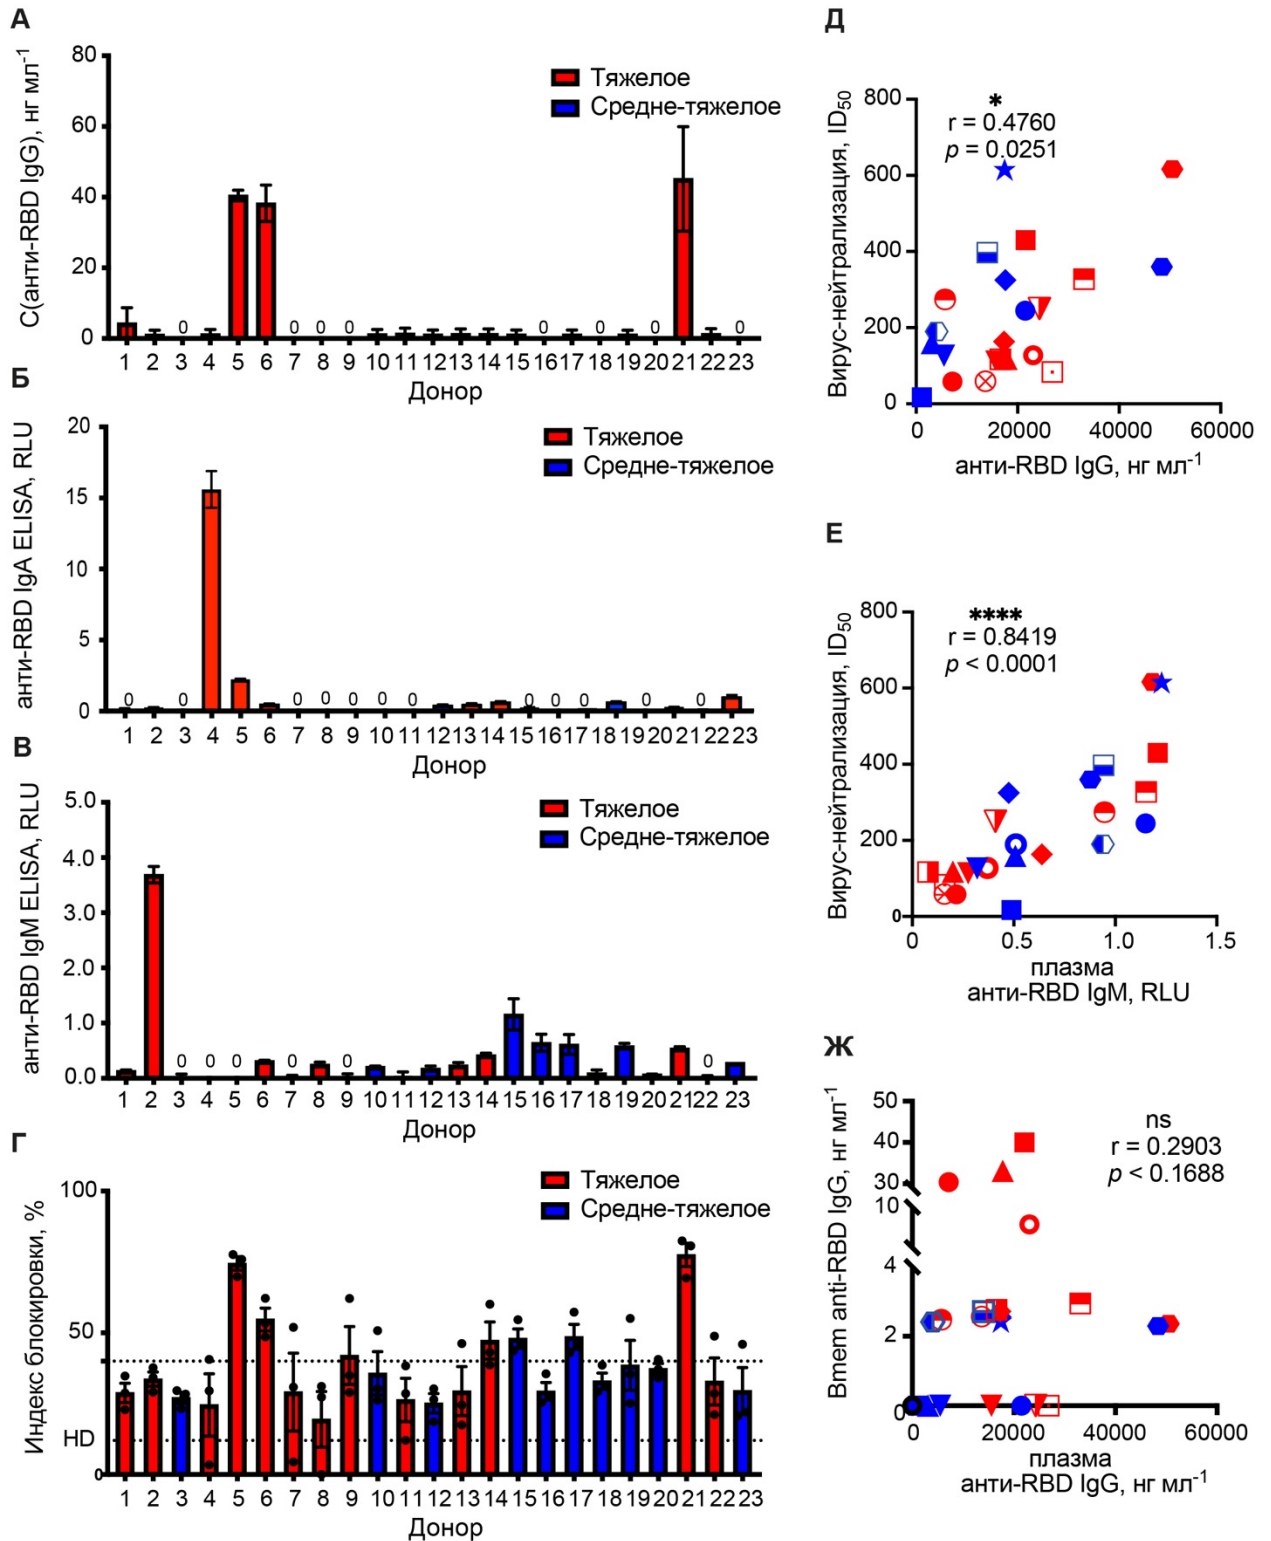 А
C(анти-RBD IgG), нг мл-1
80
60
40
20
0
Тяжелое
Средне-тяжелое
0 0 0 0 0 0 0 0
1 2 3 4 5 6 7 8 9 10 11 12 13 14 15 16 17 18 19 20 21 22 23
Донор
Б
анти-RBD IgA ELISA, RLU
20
15
10
5
0
Тяжелое
Средне-тяжелое
0 0 0 0 0 0 0 0 0 0 0 0
1 2 3 4 5 6 7 8 9 10 11 12 13 14 15 16 17 18 19 20 21 22 23
Донор
В
анти-RBD IgM ELISA, RLU
5.0
4.0
3.0
2.0
1.0
0.0
Тяжелое
Средне-тяжелое
0 0 0 0 0 0
1 2 3 4 5 6 7 8 9 10 11 12 13 14 15 16 17 18 19 20 21 22 23
Донор
Г
Индекс блокировки, %
100
50
HD
0
Тяжелое
Средне-тяжелое
1 2 3 4 5 6 7 8 9 10 11 12 13 14 15 16 17 18 19 20 21 22 23
Донор
Д
Вирус-нейтрализация, ID50
800
600
400
200
0
*
r = 0.4760
p = 0.0251
0 20000 40000 60000
анти-RBD IgG, нг мл-1
Е
Вирус-нейтрализация, ID50
800
600
400
200
0
****
r = 0.8419
p < 0.0001
0 0.5 1.0 1.5
плазма
анти-RBD IgM, RLU
Ж
Bmem anti-RBD IgG, нг мл-1
50
40
30
10
4
2
0
ns
r = 0.2903
p < 0.1688
0 20000 40000 60000
плазма
анти-RBD IgG, нг мл-1